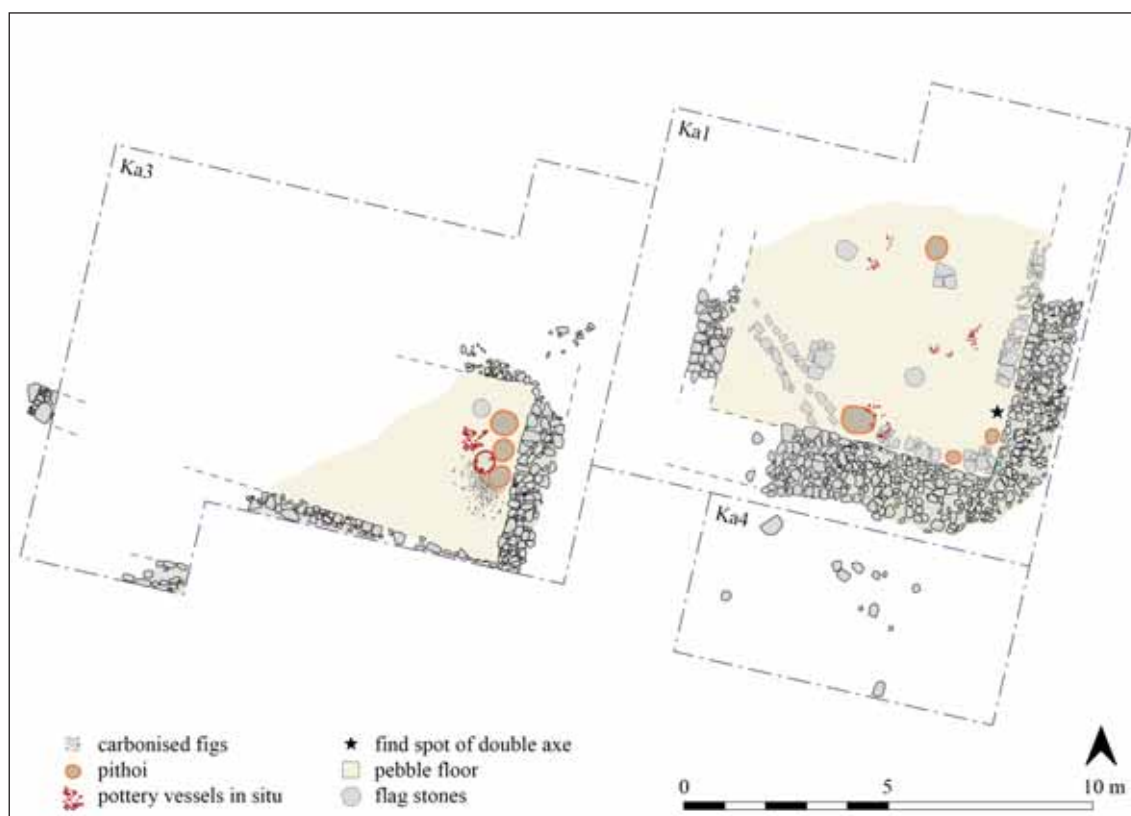 Ka1
Ka3
Ka4
carbonised figs
pithoi
pottery vessels in situ
find spot of double axe
pebble floor
flag stones
0 5 10 m